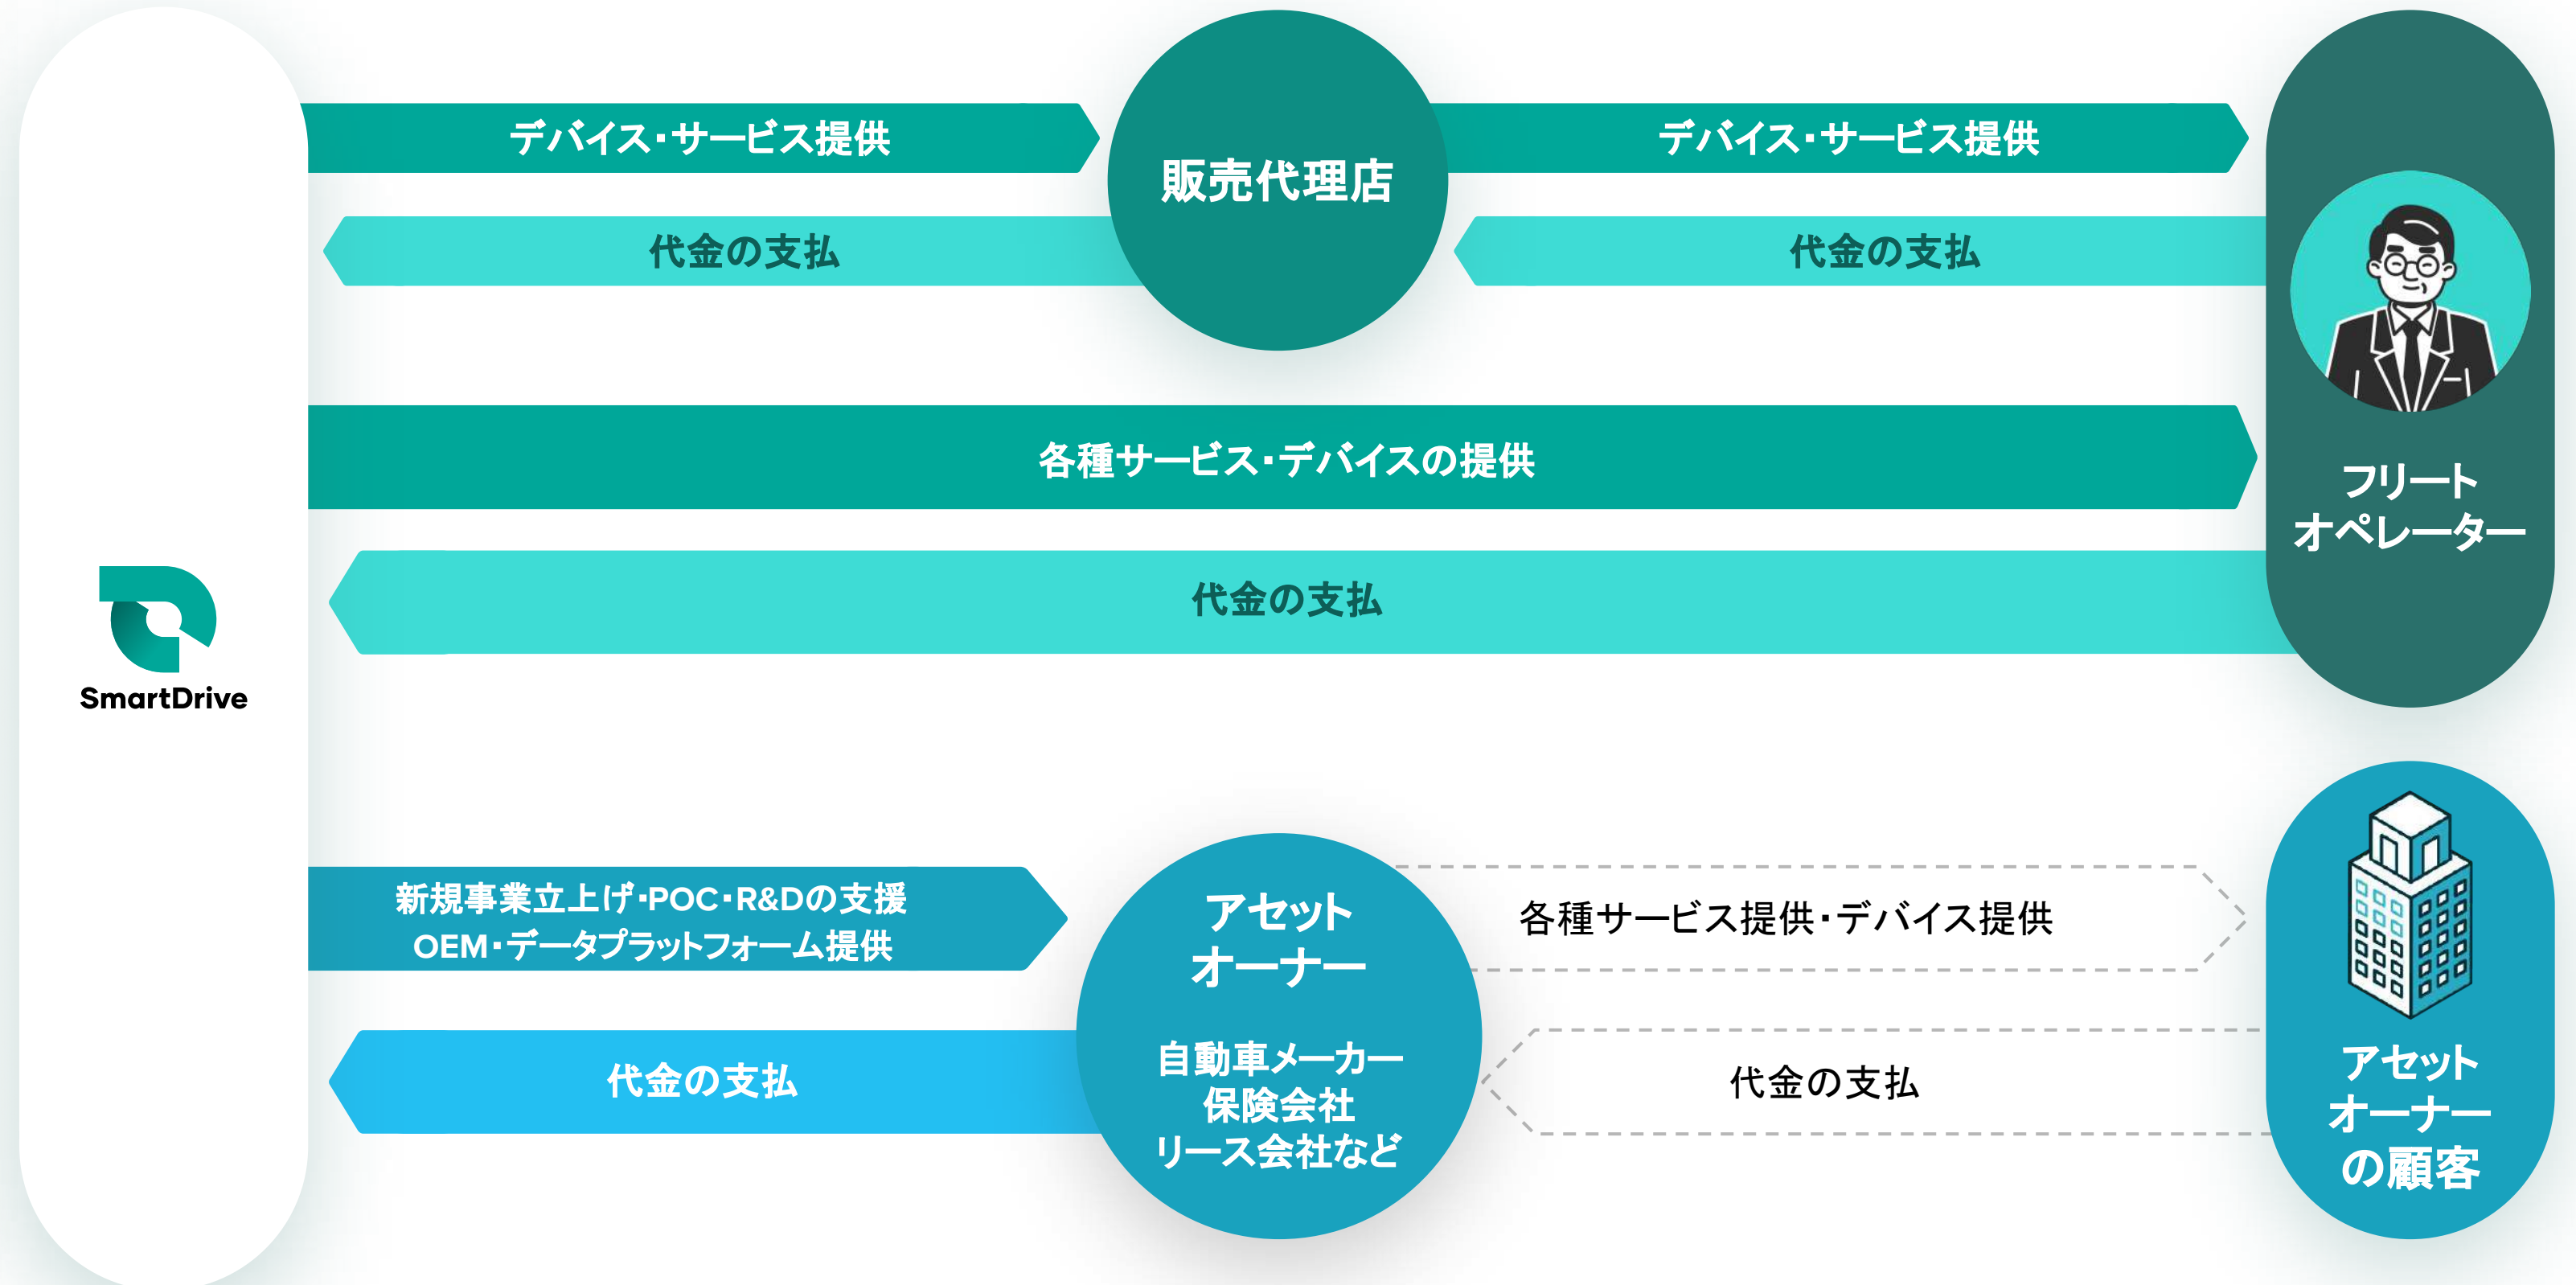 デバイス・サービス提供
代金の支払
販売代理店
デバイス・サービス提供
代金の支払
各種サービス・デバイスの提供
代金の支払
フリート
オペレーター
SmartDrive
新規事業立上げ・POC・R&Dの支援
OEM・データプラットフォーム提供
代金の支払
アセット
オーナー
自動車メーカー
保険会社
リース会社など
各種サービス提供・デバイス提供
代金の支払
アセット
オーナー
の顧客